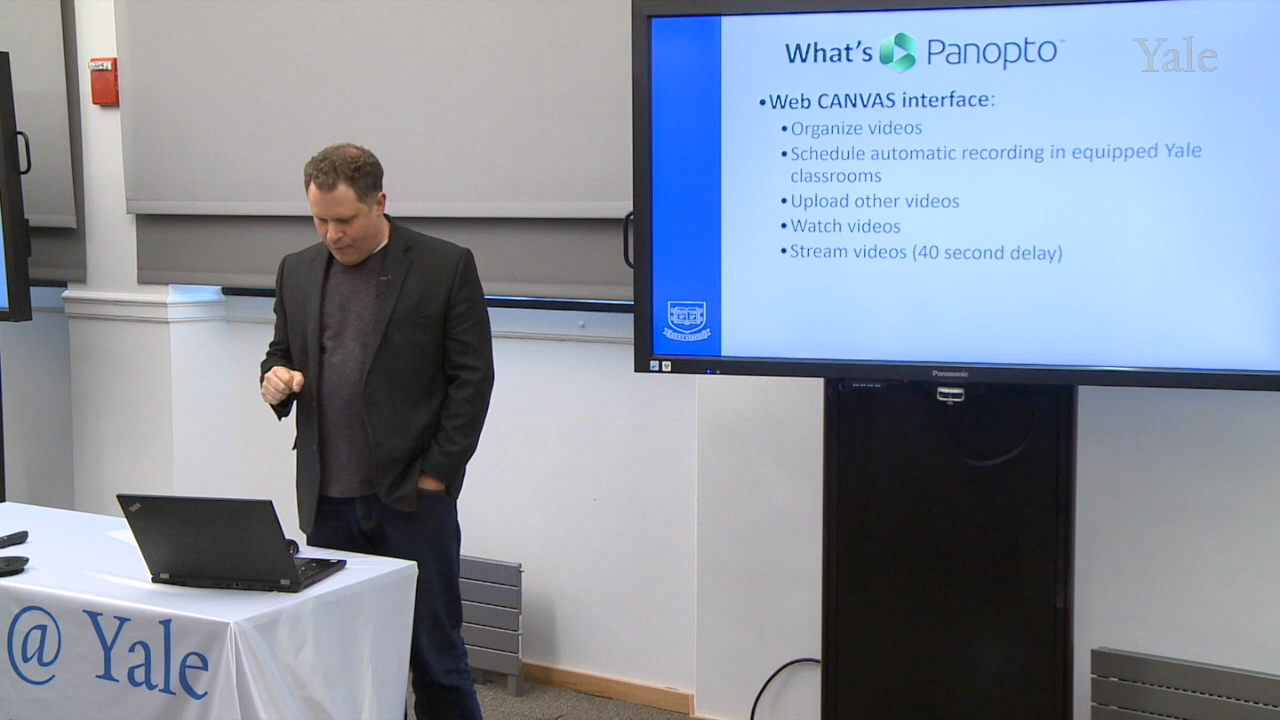 What's Panopto™
Yale
•Web CANVAS interface:
•Organize videos
•Schedule automatic recording in equipped Yale
classrooms
•Upload other videos
•Watch videos
•Stream videos (40 second delay)
Panasonic
@ Yale